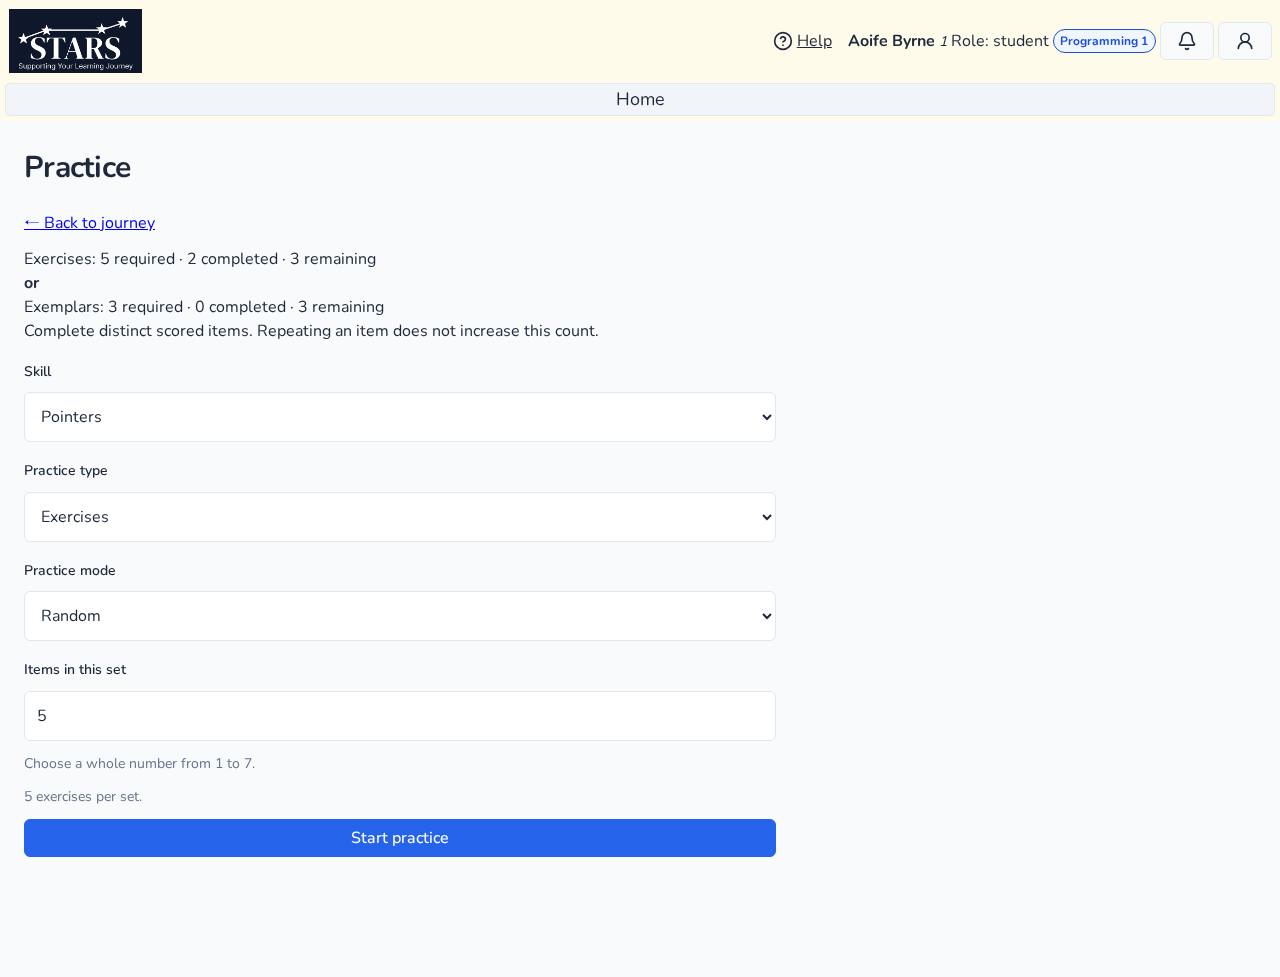 STARS
Supporting Your Learning Journey
Help
Aoife Byrne 1 Role: student Programming 1
Home
Practice
← Back to journey
Exercises: 5 required · 2 completed · 3 remaining
or
Exemplars: 3 required · 0 completed · 3 remaining
Complete distinct scored items. Repeating an item does not increase this count.
Skill
Pointers
Practice type
Exercises
Practice mode
Random
Items in this set
5
Choose a whole number from 1 to 7.
5 exercises per set.
Start practice